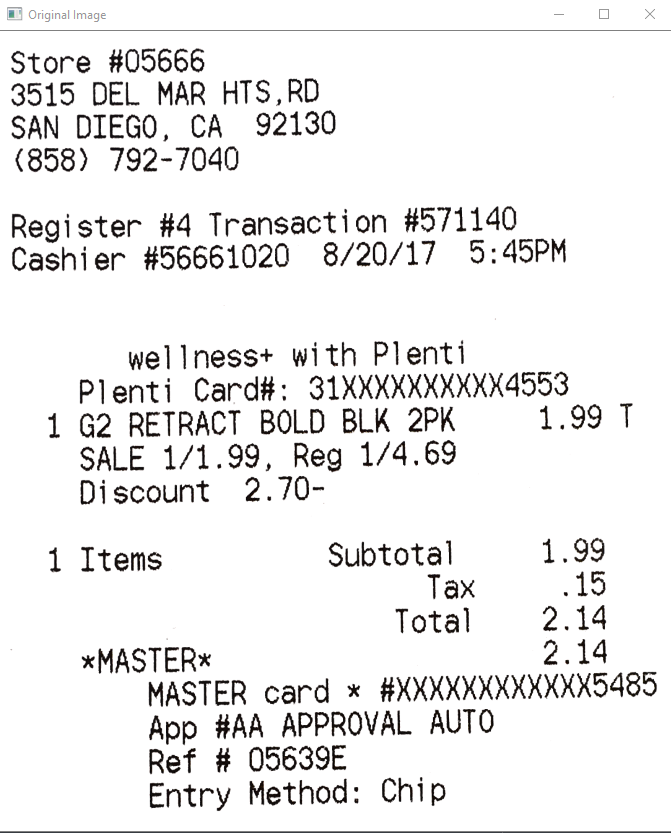 Original Image
Store #05666
3515 DEL MAR HTS,RD
SAN DIEGO, CA 92130
(858) 792-7040
Register #4 Transaction #571140
Cashier #56661020 8/20/17 5:45PM
wellness+ with Plenti
Plenti Card#: 31XXXXXXXXXX4553
1 G2 RETRACT BOLD BLK 2PK 1.99 T
SALE 1/1.99, Reg 1/4.69
Discount 2.70-
1 Items Subtotal 1.99
Tax .15
Total 2.14
*MASTER* 2.14
MASTER card * #XXXXXXXXXXXX5485
App #AA APPROVAL AUTO
Ref # 05639E
Entry Method: Chip